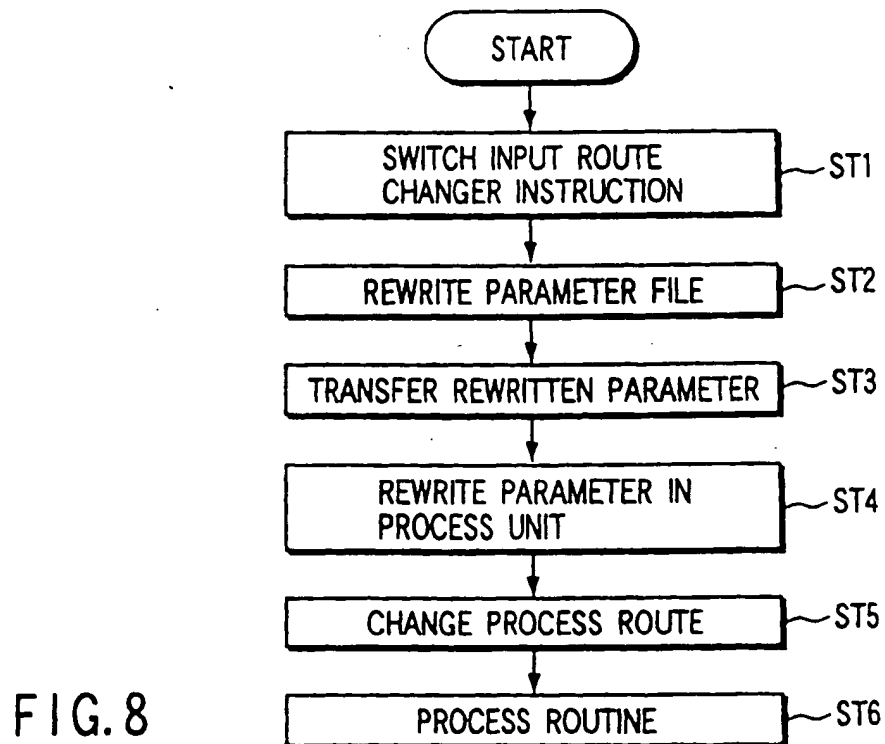 START
SWITCH INPUT ROUTE
CHANGER INSTRUCTION
ST1
REWRITE PARAMETER FILE
ST2
TRANSFER REWRITTEN PARAMETER
ST3
REWRITE PARAMETER IN
PROCESS UNIT
ST4
CHANGE PROCESS ROUTE
ST5
PROCESS ROUTINE
ST6
FIG.8